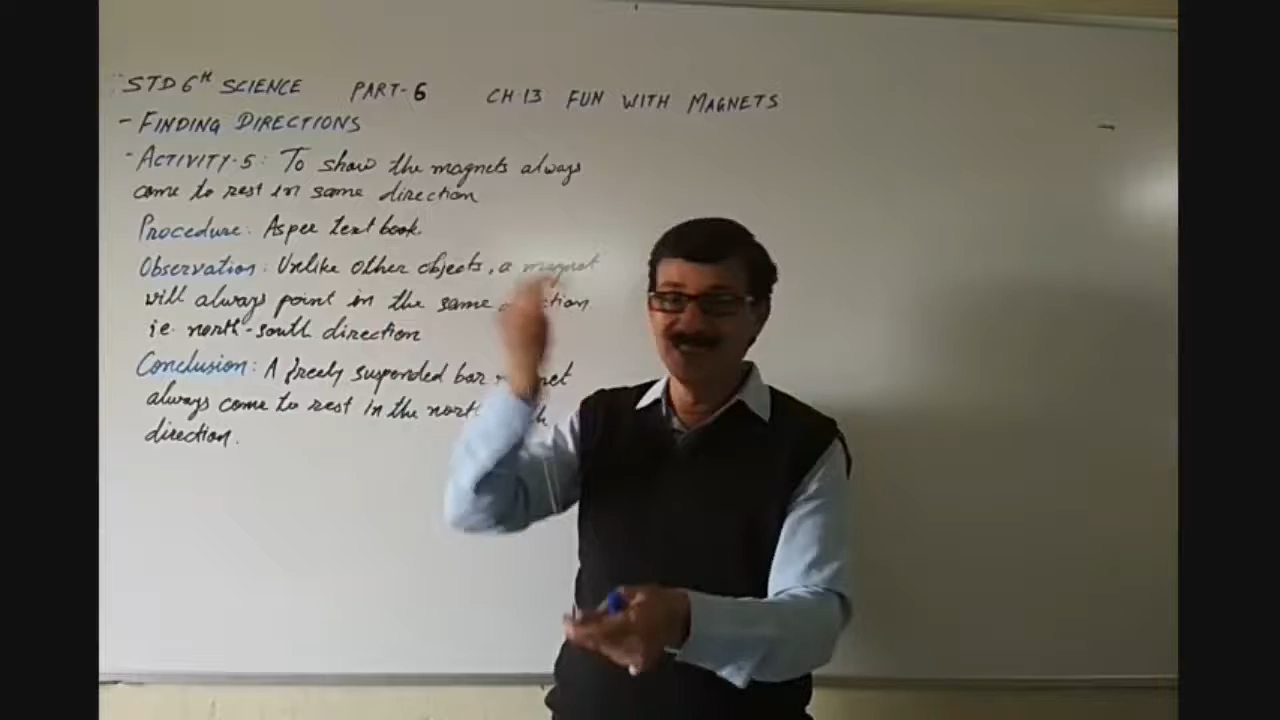 STD 6th SCIENCE PART-6 CH 13 FUN WITH MAGNETS
- FINDING DIRECTIONS
- ACTIVITY-5: To show the magnets always
come to rest in same direction
Procedure: As per text book
Observation: Unlike other objects, a magnet
will always point in the same
i.e. north-south direction
Conclusion: A freely suspended bar
always come to rest in the
direction.